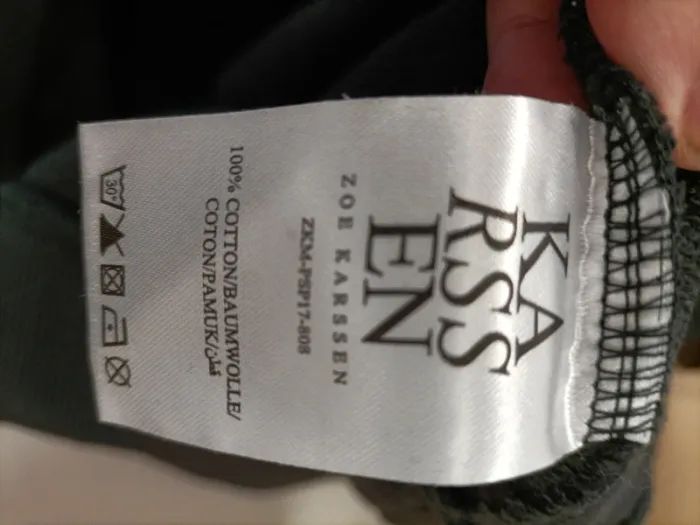 KA
RSS
EN
ZOE KARSSEN
ZKM-PSP17-808
100% COTTON/BAUMWOLLE/
COTON/PAMUK/قطن
30°